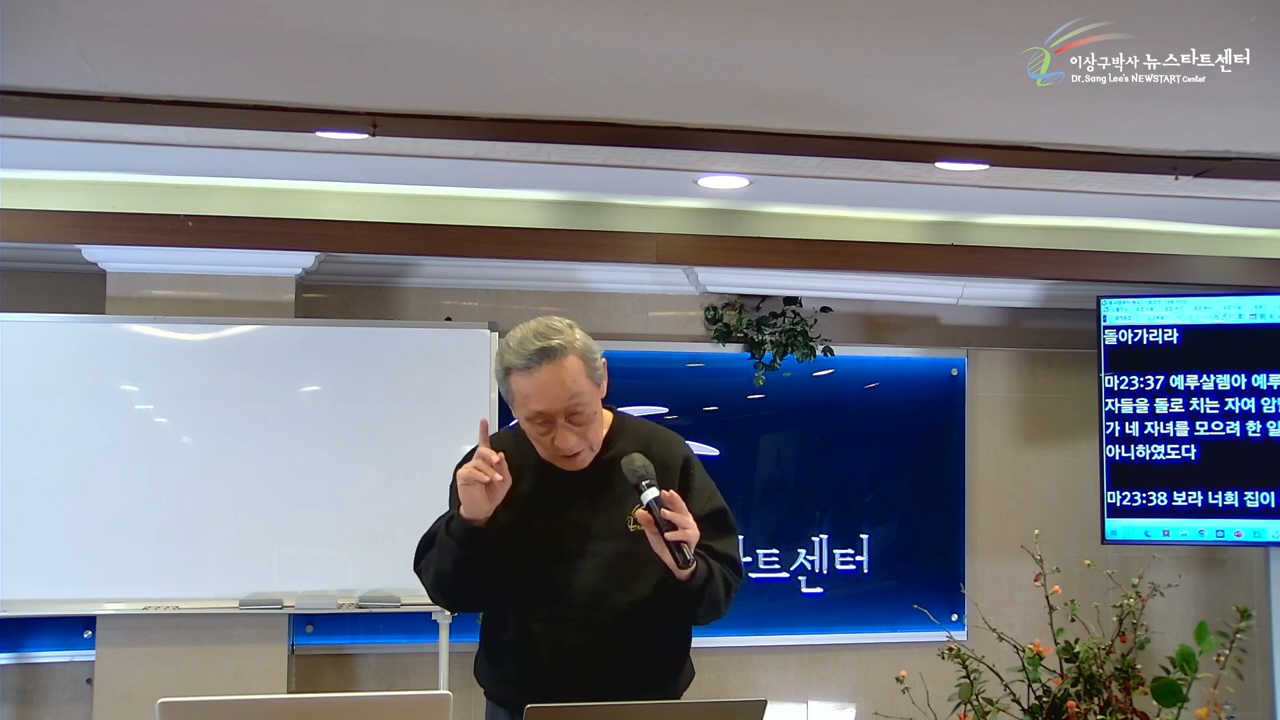 이상구박사 뉴스타트센터
Dr. Sang Lee's NEWSTART Center
돌아가리라
마23:37 예루살렘아 예루
자들을 돌로 치는 자여 암
가 네 자녀를 모으려 한 일
아니하였도다
마23:38 보라 너희 집이
타트센터